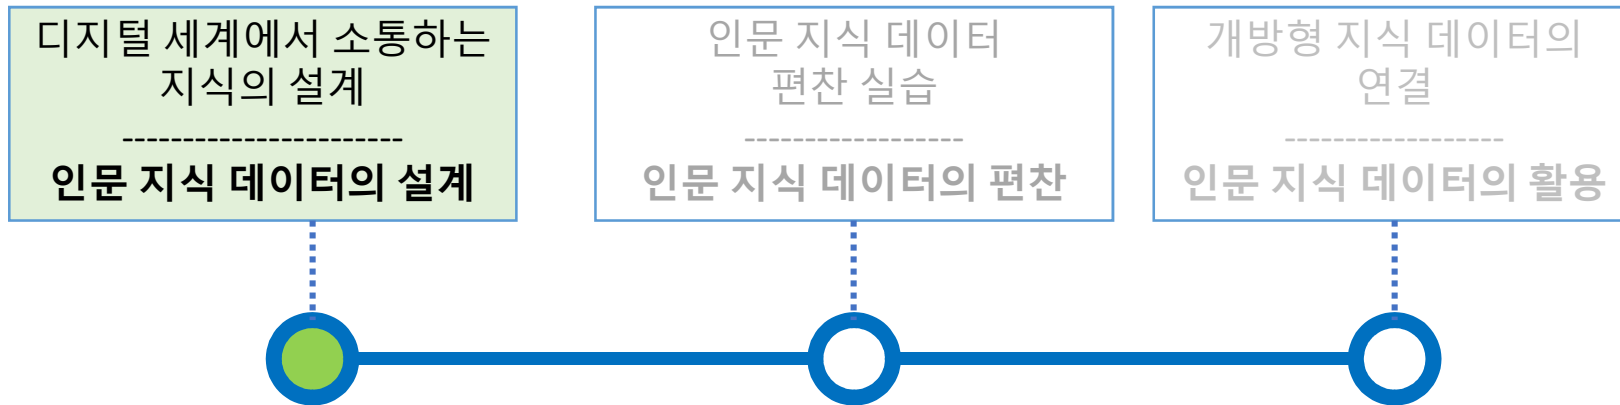 디지털 세계에서 소통하는
지식의 설계
-----------------------
인문 지식 데이터의 설계
인문 지식 데이터
편찬 실습
------------------
인문 지식 데이터의 편찬
개방형 지식 데이터의
연결
------------------
인문 지식 데이터의 활용